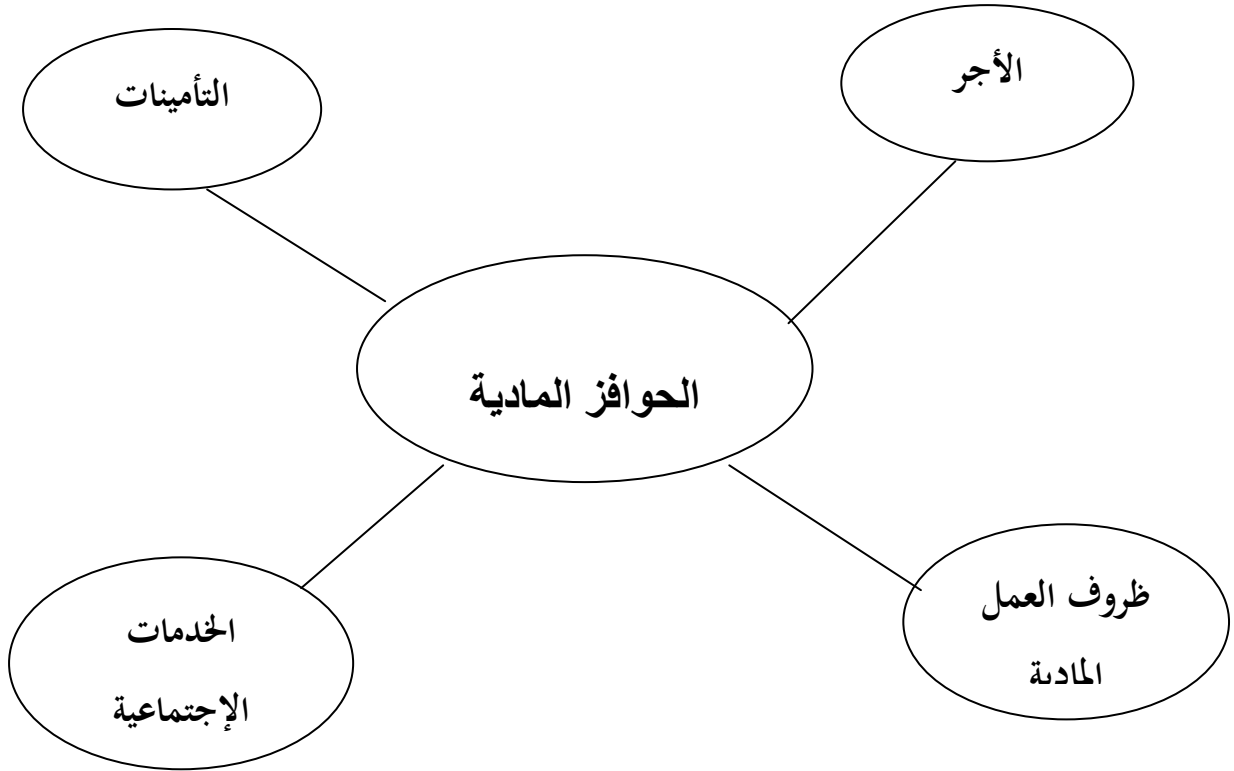 الأجر
التأمينات
الحوافز المادية
ظروف العمل
المادية
الخدمات
الإجتماعية